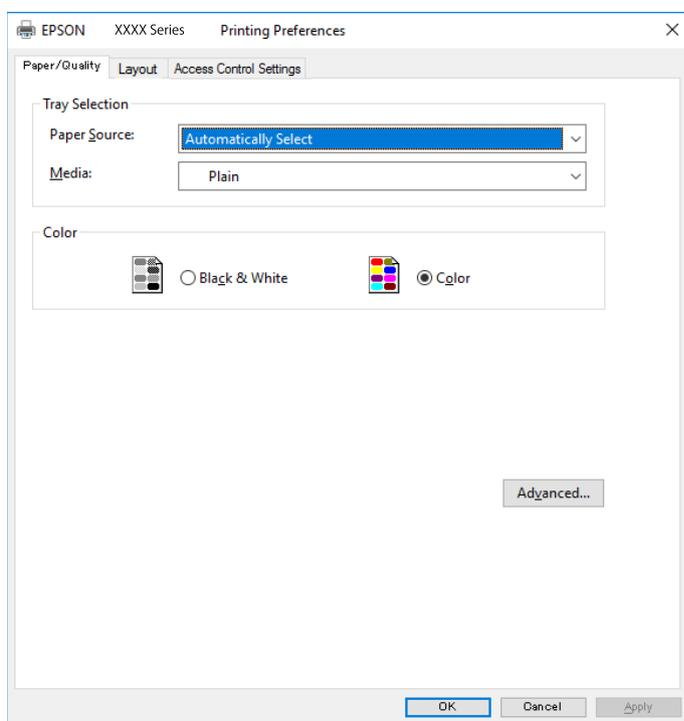 EPSON XXXX Series Printing Preferences
Paper/Quality Layout Access Control Settings
Tray Selection
Paper Source: Automatically Select
Media: Plain
Color
Black & White Color
Advanced...
OK Cancel Apply